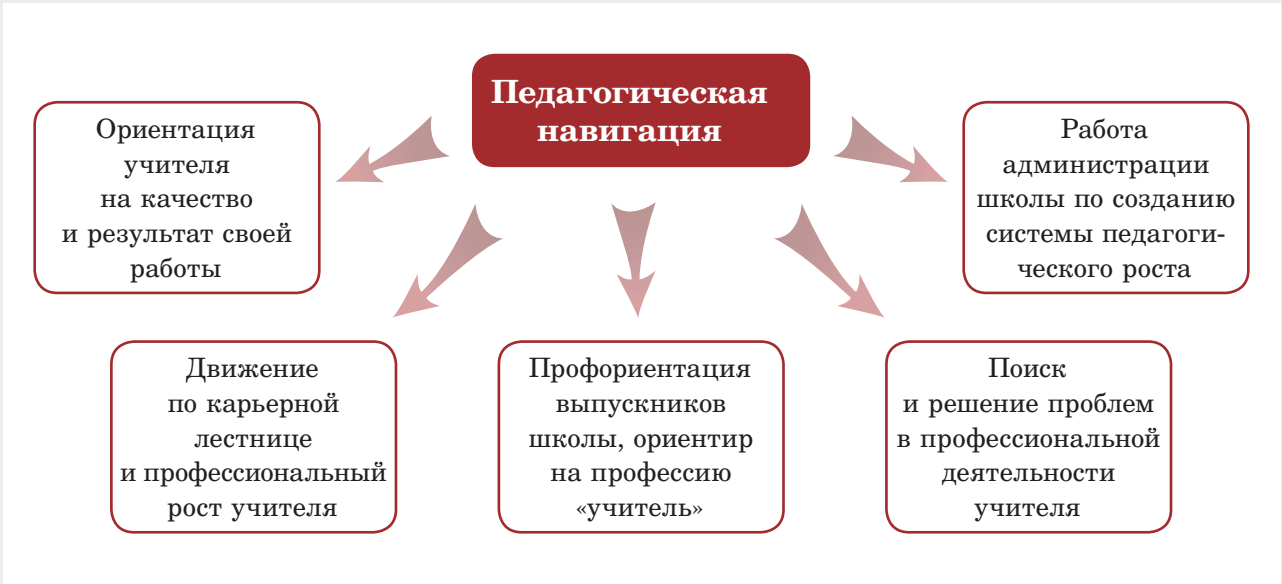 Педагогическая
навигация
Ориентация
учителя
на качество
и результат своей
работы
Работа
администрации
школы по созданию
системы педагоги-
ческого роста
Движение
по карьерной
лестнице
и профессиональный
рост учителя
Профориентация
выпускников
школы, ориентир
на профессию
«учитель»
Поиск
и решение проблем
в профессиональной
деятельности
учителя